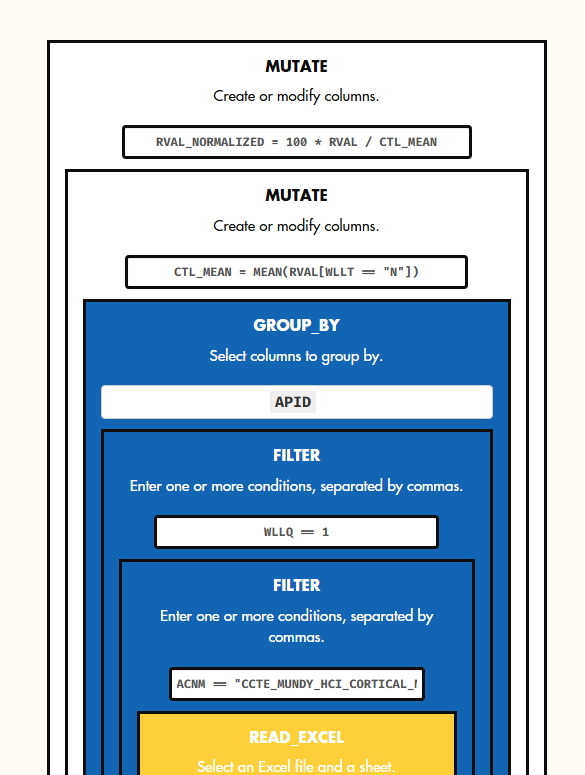 MUTATE
Create or modify columns.
RVAL_NORMALIZED = 100 * RVAL / CTL_MEAN
MUTATE
Create or modify columns.
CTL_MEAN = MEAN(RVAL[WLLT == "N"])
GROUP_BY
Select columns to group by.
APID
FILTER
Enter one or more conditions, separated by commas.
WLLQ == 1
FILTER
Enter one or more conditions, separated by
commas.
ACNM == "CCTE_MUNDY_HCI_CORTICAL_
READ_EXCEL
Select an Excel file and a sheet.